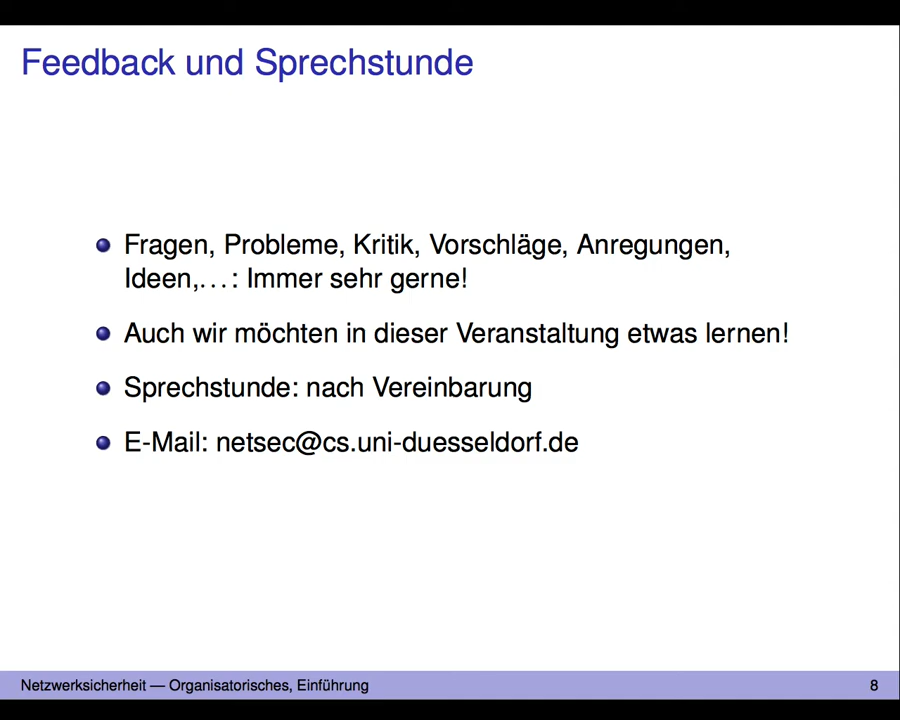 Feedback und Sprechstunde
Fragen, Probleme, Kritik, Vorschläge, Anregungen,
Ideen,...: Immer sehr gerne!
Auch wir möchten in dieser Veranstaltung etwas lernen!
Sprechstunde: nach Vereinbarung
E-Mail: netsec@cs.uni-duesseldorf.de
Netzwerksicherheit — Organisatorisches, Einführung 8